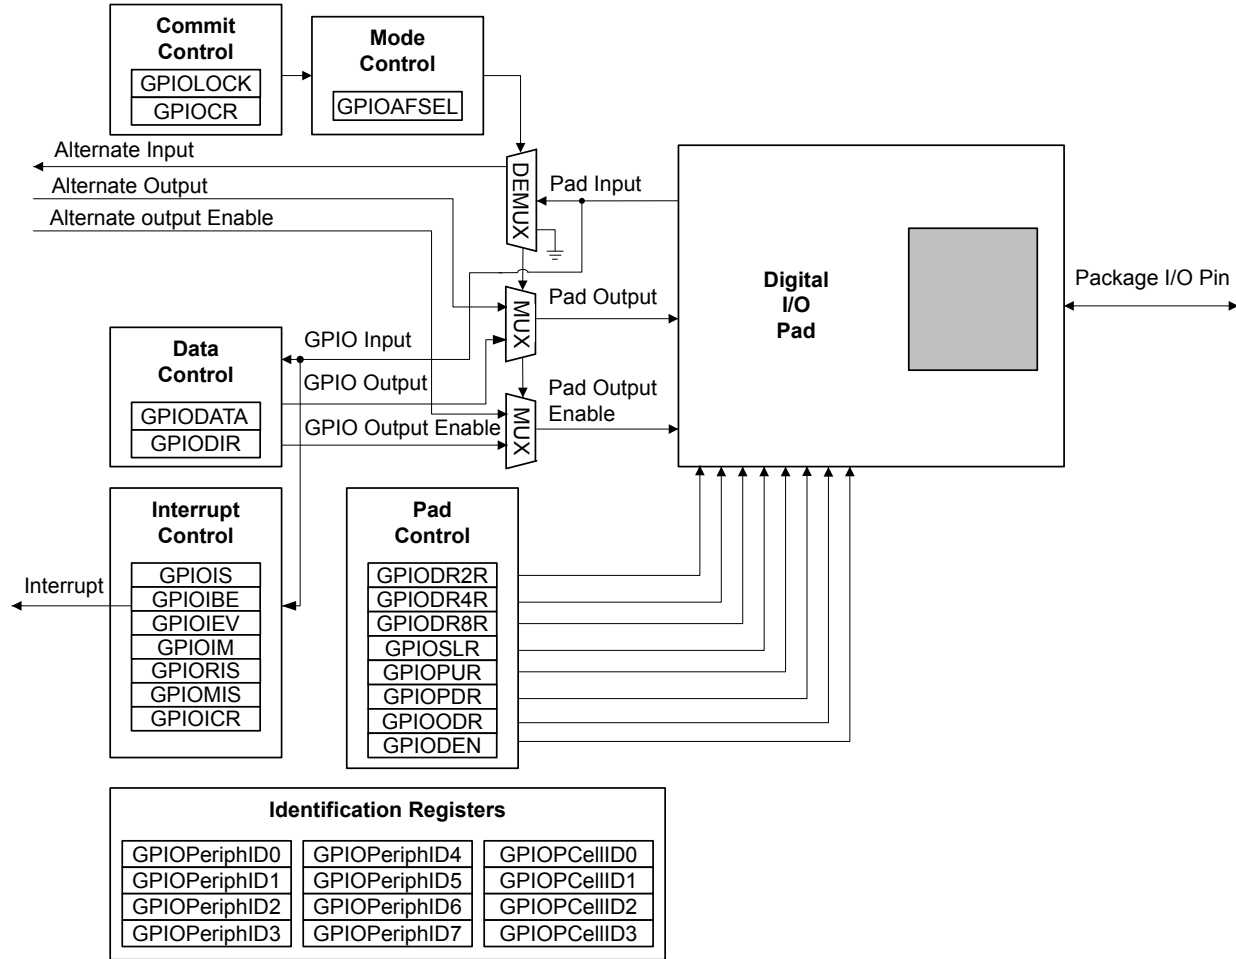 Commit
Control
GPIOLOCK
GPIOCR
Mode
Control
GPIOAFSEL
Alternate Input
Alternate Output
Alternate output Enable
DEMUX
Pad Input
MUX
Pad Output
MUX
Pad Output
Enable
Digital
I/O
Pad
Package I/O Pin
Data
Control
GPIODATA
GPIODIR
GPIO Input
GPIO Output
GPIO Output Enable
Interrupt
Control
GPIOIS
GPIOIBE
GPIOIEV
GPIOIM
GPIORIS
GPIOMIS
GPIOICR
Interrupt
Pad
Control
GPIODR2R
GPIODR4R
GPIODR8R
GPIOSLR
GPIOPUR
GPIOPDR
GPIOODR
GPIODEN
Identification Registers
GPIOPeriphID0
GPIOPeriphID1
GPIOPeriphID2
GPIOPeriphID3
GPIOPeriphID4
GPIOPeriphID5
GPIOPeriphID6
GPIOPeriphID7
GPIOPCellID0
GPIOPCellID1
GPIOPCellID2
GPIOPCellID3